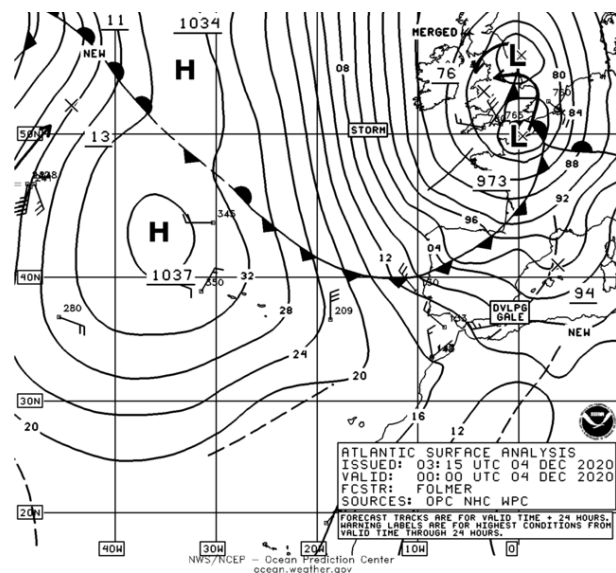 11
1034
NEW
H
MERGED
L
76
80
08
84
50N
STORM
L
13
88
973
92
96
345
H
04
12
40N
1037
32
350
94
280
28
209
DVLPG
GALE
NEW
24
20
30N
16
20
12
ATLANTIC SURFACE ANALYSIS
ISSUED: 03:15 UTC 04 DEC 2020
VALID: 00:00 UTC 04 DEC 2020
FCSTR: FOLMER
SOURCES: OPC NHC WPC
20N
FORECAST TRACKS ARE FOR VALID TIME + 24 HOURS.
WARNING LABELS ARE FOR HIGHEST CONDITIONS FROM
VALID TIME THROUGH 24 HOURS.
40W
30W
20W
10W
0
NWS/NCEP – Ocean Prediction Center
ocean.weather.gov